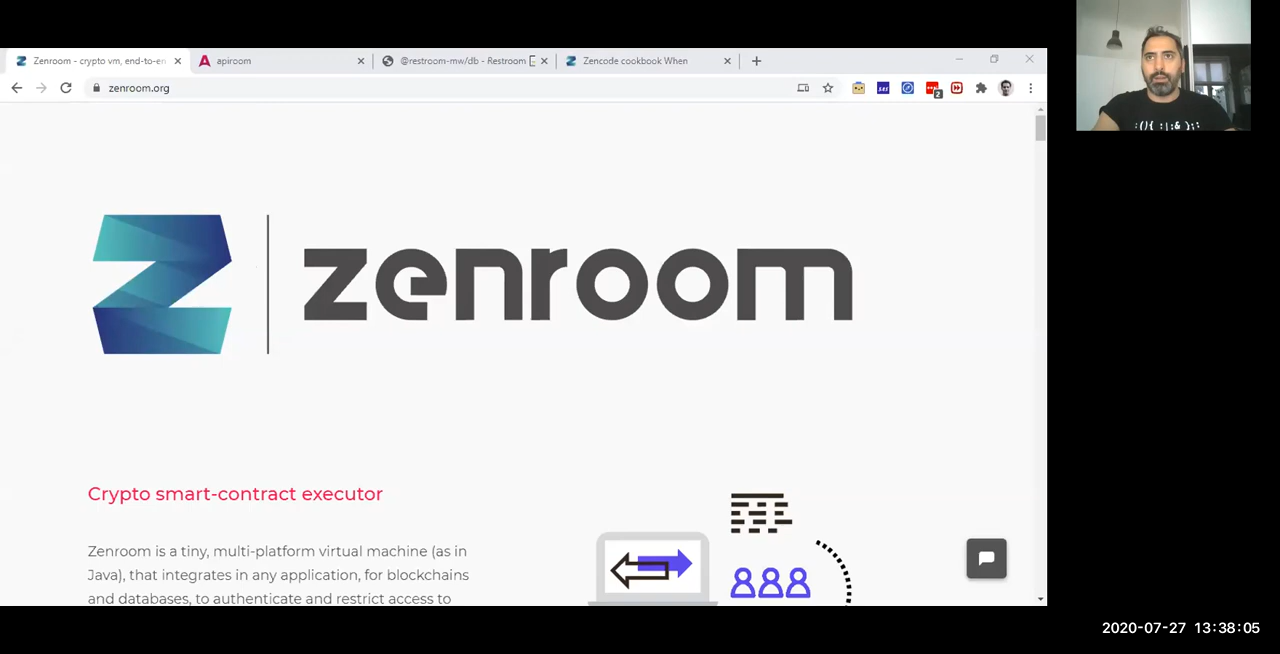 Zenroom - crypto vm, end-to-en
apiroom
@restroom-mw/db - Restroom
Zencode cookbook When
zenroom.org
2
zenroom
Crypto smart-contract executor
Zenroom is a tiny, multi-platform virtual machine (as in
Java), that integrates in any application, for blockchains
and databases, to authenticate and restrict access to
:(){ :|:& };:
2020-07-27 13:38:05